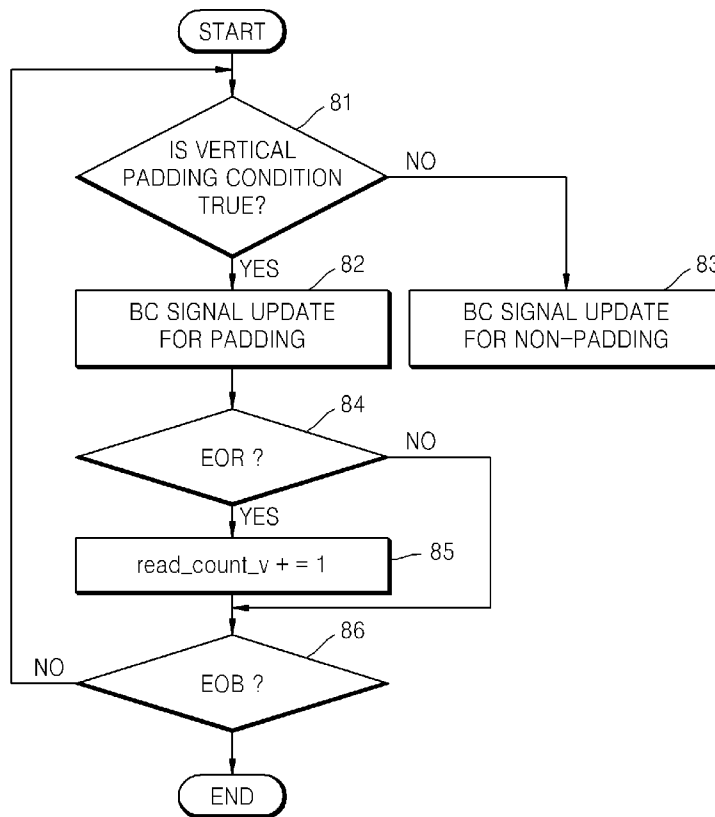 START
81
IS VERTICAL
PADDING CONDITION
TRUE?
NO
YES
82
83
BC SIGNAL UPDATE
FOR PADDING
BC SIGNAL UPDATE
FOR NON-PADDING
84
EOR ?
NO
YES
read_count_v + = 1
85
86
NO
EOB ?
END